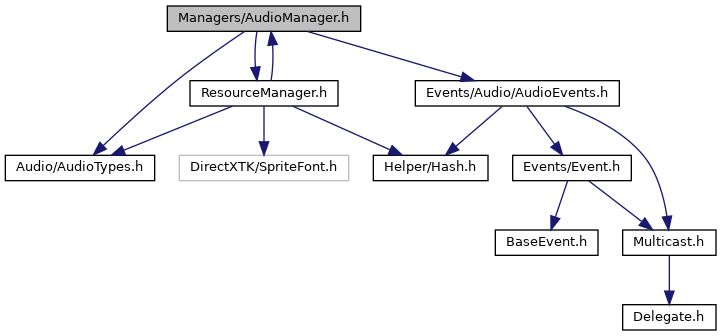 Managers/AudioManager.h
ResourceManager.h
Events/Audio/AudioEvents.h
Audio/AudioTypes.h
DirectXTK/SpriteFont.h
Helper/Hash.h
Events/Event.h
BaseEvent.h
Multicast.h
Delegate.h